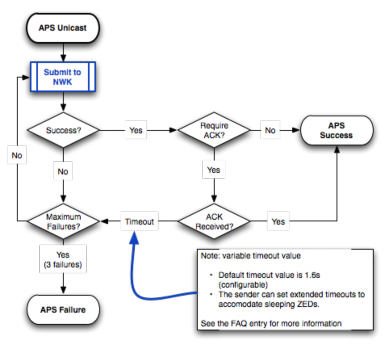 APS Unicast
Submit to
NWK
Success?
Yes
Require
ACK?
No
APS
Success
No
No
Yes
Maximum
Failures?
Timeout
ACK
Received?
Yes
Yes
(3 failures)
APS Failure
Note: variable timeout value
• Default timeout value is 1.6s
(configurable)
• The sender can set extended timeouts to
accomodate sleeping ZEDs.
See the FAQ entry for more information